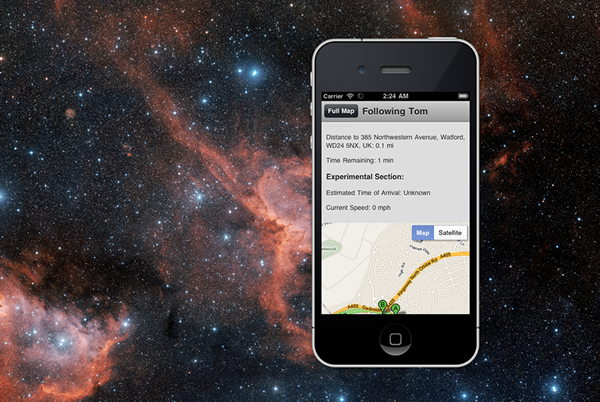 Carrier 2:24 AM
Full Map Following Tom
Distance to 385 Northwestern Avenue, Watford,
WD24 5NX, UK: 0.1 mi
Time Remaining: 1 min
Experimental Section:
Estimated Time of Arrival: Unknown
Current Speed: 0 mph
Map Satellite
A405
High Rd
Kingsway North Orbital Rd
A405
B A